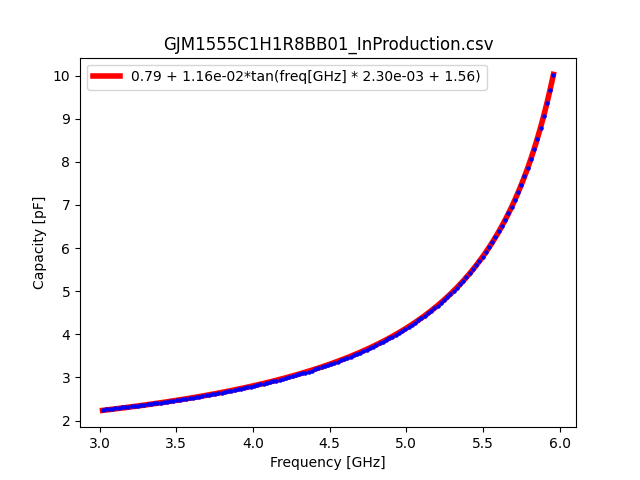 GJM1555C1H1R8BB01_InProduction.csv
0.79 + 1.16e-02*tan(freq[GHz] * 2.30e-03 + 1.56)
10
9
8
7
6
5
4
3
2
Capacity [pF]
3.0 3.5 4.0 4.5 5.0 5.5 6.0
Frequency [GHz]